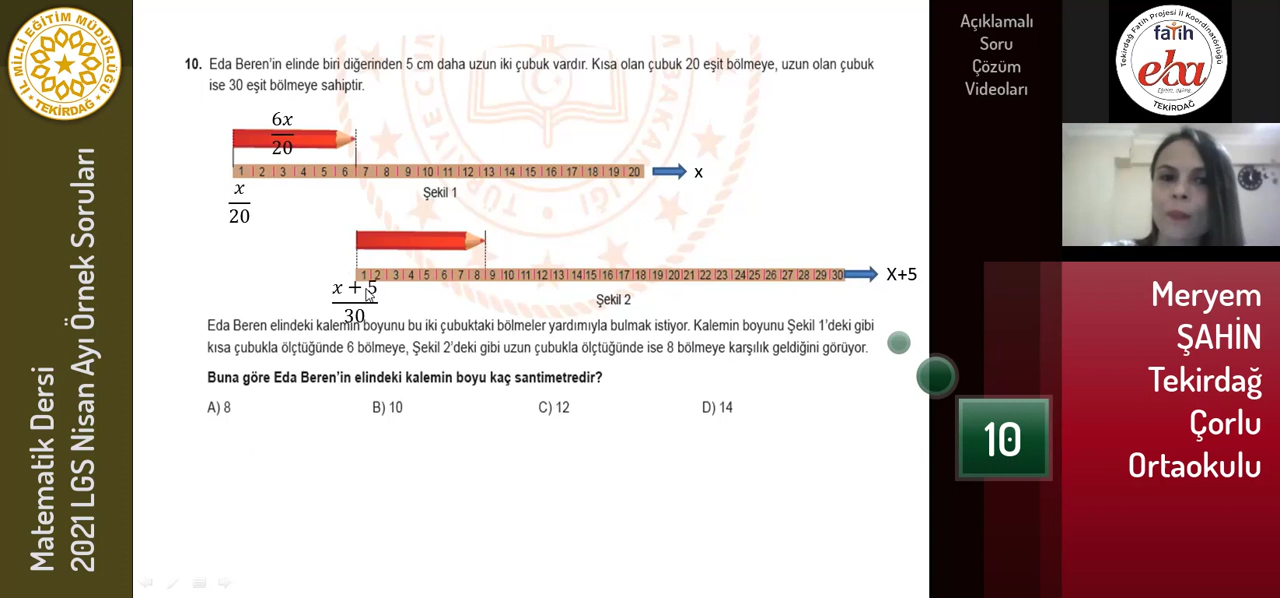 İL MİLLİ EĞİTİM MÜDÜRLÜĞÜ
TEKİRDAĞ
Matematik Dersi
2021 LGS Nisan Ayı Örnek Soruları
10. Eda Beren'in elinde biri diğerinden 5 cm daha uzun iki çubuk vardır. Kısa olan çubuk 20 eşit bölmeye, uzun olan çubuk
ise 30 eşit bölmeye sahiptir.
6x
20
1 2 3 4 5 6 7 8 9 10 11 12 13 14 15 16 17 18 19 20
x
Şekil 1
x
20
1 2 3 4 5 6 7 8 9 10 11 12 13 14 15 16 17 18 19 20 21 22 23 24 25 26 27 28 29 30
X+5
x + 5
30
Şekil 2
Eda Beren elindeki kalemin boyunu bu iki çubuktaki bölmeler yardımıyla bulmak istiyor. Kalemin boyunu Şekil 1'deki gibi
kısa çubukla ölçtüğünde 6 bölmeye, Şekil 2'deki gibi uzun çubukla ölçtüğünde ise 8 bölmeye karşılık geldiğini görüyor.
Buna göre Eda Beren'in elindeki kalemin boyu kaç santimetredir?
A) 8 B) 10 C) 12 D) 14
Açıklamalı
Soru
Çözüm
Videoları
Tekirdağ Fatih Projesi İl Koordinatörlüğü
fatih
eba
TEKİRDAĞ
10
Meryem
ŞAHİN
Tekirdağ
Çorlu
Ortaokulu